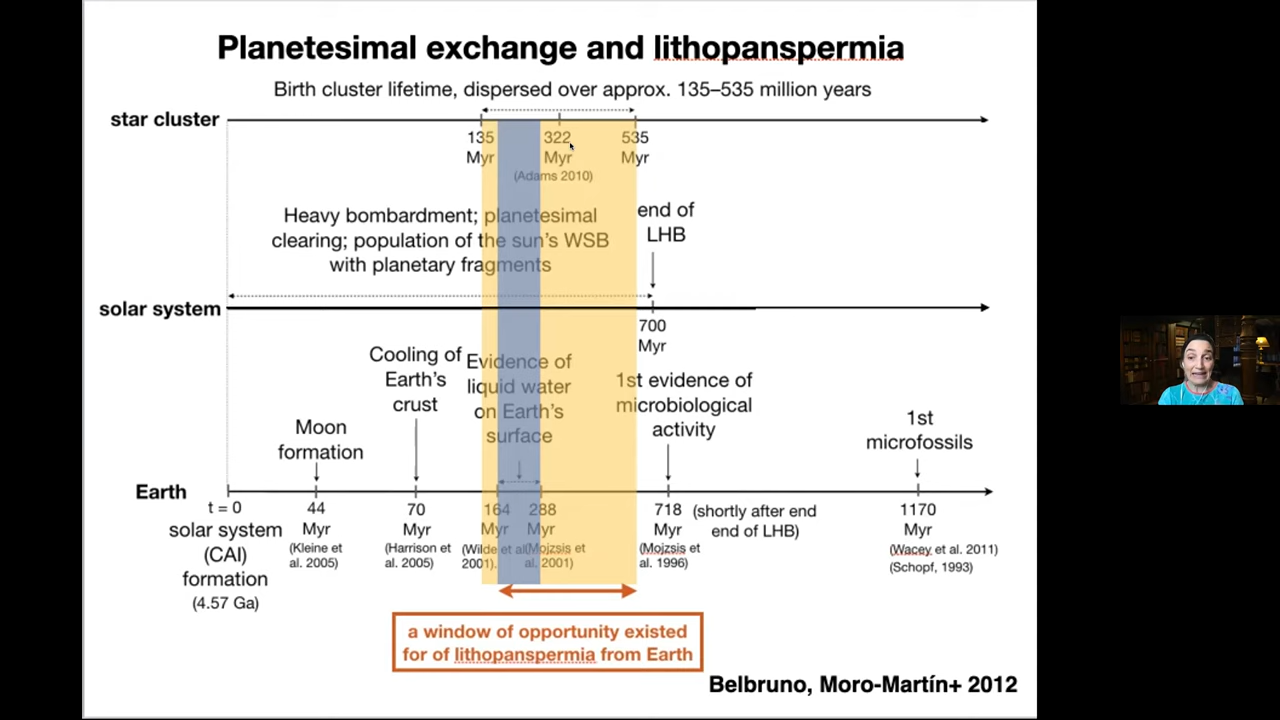 Planetesimal exchange and lithopanspermia
Birth cluster lifetime, dispersed over approx. 135–535 million years
star cluster
135
Myr
322
Myr
(Adams 2010)
535
Myr
Heavy bombardment; planetesimal
clearing; population of the sun's WSB
with planetary fragments
end of
LHB
solar system
700
Myr
Moon
formation
Cooling of
Earth's
crust
Evidence of
liquid water
on Earth's
surface
1st evidence of
microbiological
activity
1st
microfossils
Earth
t = 0
solar system
(CAI)
formation
(4.57 Ga)
44
Myr
(Kleine et
al. 2005)
70
Myr
(Harrison et
al. 2005)
164
Myr
(Wilde et al
2001).
288
Myr
(Mojzsis et
al. 2001)
718
Myr
(Mojzsis et
al. 1996)
(shortly after end
end of LHB)
1170
Myr
(Wacey et al. 2011)
(Schopf, 1993)
a window of opportunity existed
for of lithopanspermia from Earth
Belbruno, Moro-Martín+ 2012